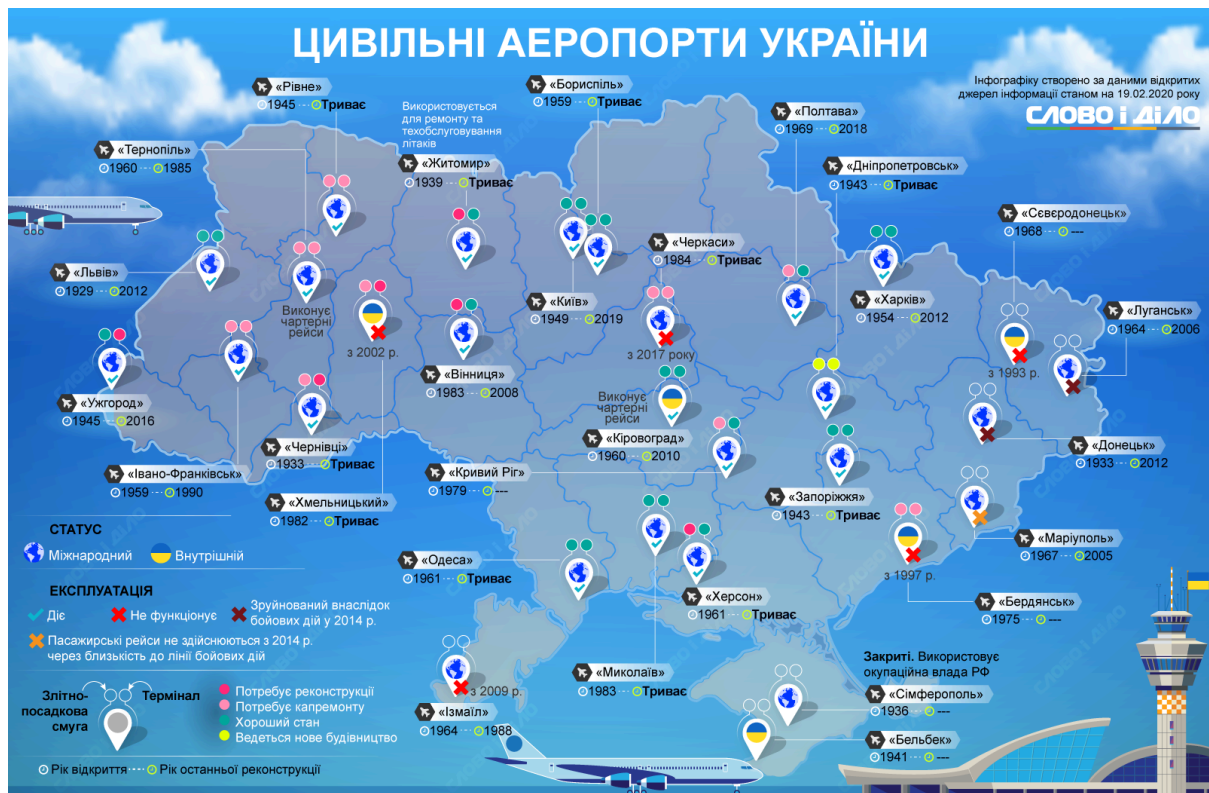 ЦИВІЛЬНІ АЕРОПОРТИ УКРАЇНИ
Інфографіку створено за даними відкритих
джерел інформації станом на 19.02.2020 року
СЛОВО і ДІЛО
«Рівне»
1945 --- Триває
«Бориспіль»
1959 --- Триває
Використовується
для ремонту та
техобслуговування
літаків
«Житомир»
1939 --- Триває
«Полтава»
1969 --- 2018
«Тернопіль»
1960 --- 1985
«Дніпропетровськ»
1943 --- Триває
«Сєвєродонецьк»
1968 --- ---
з 1993 р.
«Черкаси»
1984 --- Триває
з 2017 року
«Львів»
1929 --- 2012
Виконує
чартерні
рейси
«Київ»
1949 --- 2019
«Харків»
1954 --- 2012
«Луганськ»
1964 --- 2006
з 2002 р.
«Вінниця»
1983 --- 2008
«Ужгород»
1945 --- 2016
Виконує
чартерні
рейси
«Кіровоград»
1960 --- 2010
«Чернівці»
1933 --- Триває
«Донецьк»
1933 --- 2012
«Івано-Франківськ»
1959 --- 1990
«Кривий Ріг»
1979 --- ---
«Хмельницький»
1982 --- Триває
«Запоріжжя»
1943 --- Триває
«Маріуполь»
1967 --- 2005
«Одеса»
1961 --- Триває
з 1997 р.
«Бердянськ»
1975 --- ---
«Херсон»
1961 --- Триває
«Миколаїв»
1983 --- Триває
з 2009 р.
«Ізмаїл»
1964 --- 1988
Закриті. Використовує
окупаційна влада РФ
«Сімферополь»
1936 --- ---
«Бельбек»
1941 --- ---
СТАТУС
Міжнародний
Внутрішній
ЕКСПЛУАТАЦІЯ
Діє
Не функціонує
Зруйнований внаслідок
бойових дій у 2014 р.
Пасажирські рейси не здійснюються з 2014 р.
через близькість до лінії бойових дій
Злітно-
посадкова
смуга
Термінал
Потребує реконструкції
Потребує капремонту
Хороший стан
Ведеться нове будівництво
Рік відкриття --- Рік останньої реконструкції